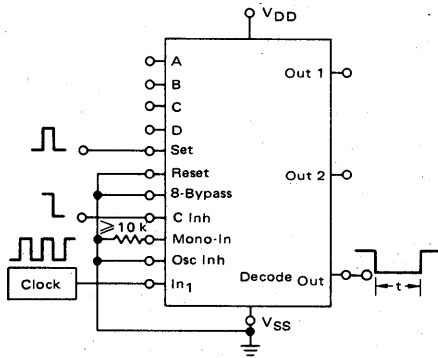 VDD
A
Out 1
B
C
D
Set
Reset
Out 2
8-Bypass
C Inh
≥ 10 k
Mono-In
Osc Inh
Decode Out
Clock
In1
t
VSS